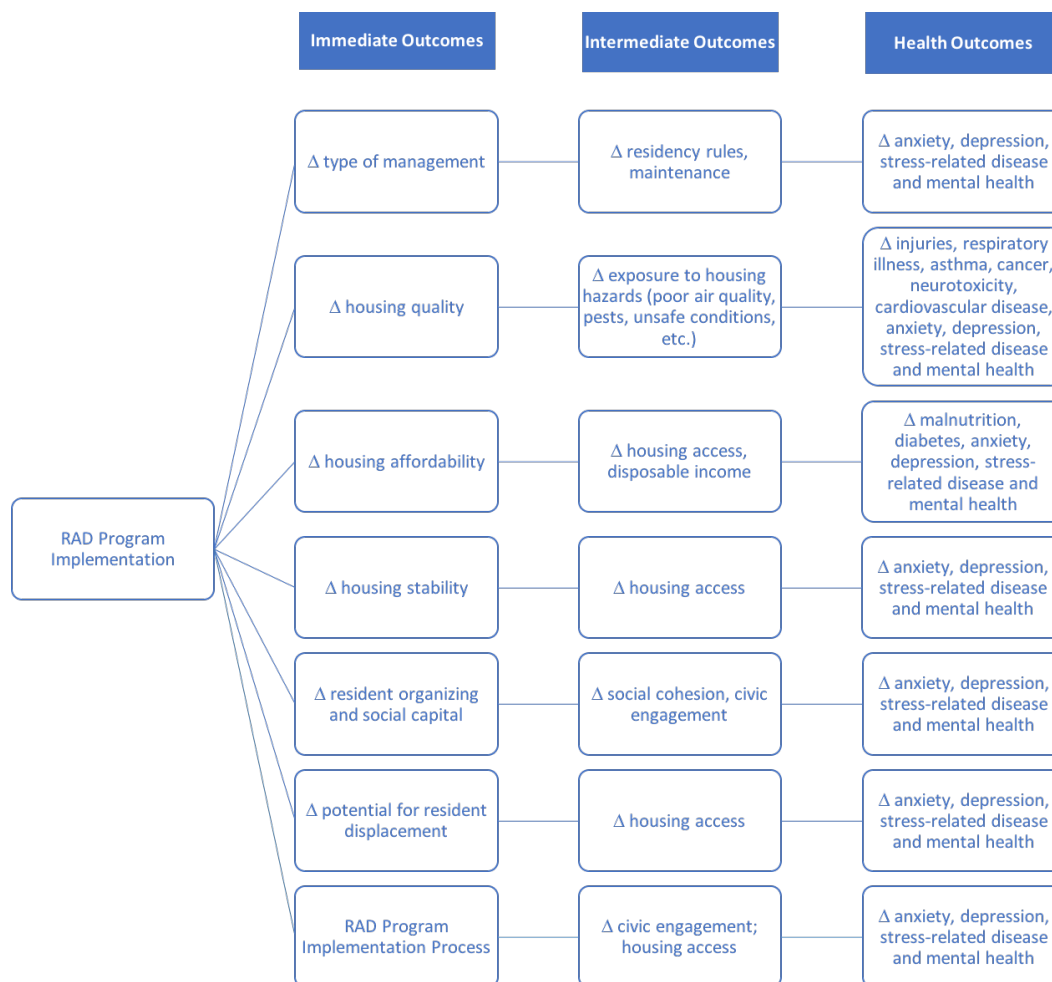 Immediate Outcomes
Intermediate Outcomes
Health Outcomes
Δ type of management
Δ residency rules,
maintenance
Δ anxiety, depression,
stress-related disease
and mental health
Δ housing quality
Δ exposure to housing
hazards (poor air quality,
pests, unsafe conditions,
etc.)
Δ injuries, respiratory
illness, asthma, cancer,
neurotoxicity,
cardiovascular disease,
anxiety, depression,
stress-related disease
and mental health
Δ housing affordability
Δ housing access,
disposable income
Δ malnutrition,
diabetes, anxiety,
depression, stress-
related disease and
mental health
RAD Program
Implementation
Δ housing stability
Δ housing access
Δ anxiety, depression,
stress-related disease
and mental health
Δ resident organizing
and social capital
Δ social cohesion, civic
engagement
Δ anxiety, depression,
stress-related disease
and mental health
Δ potential for resident
displacement
Δ housing access
Δ anxiety, depression,
stress-related disease
and mental health
RAD Program
Implementation Process
Δ civic engagement;
housing access
Δ anxiety, depression,
stress-related disease
and mental health